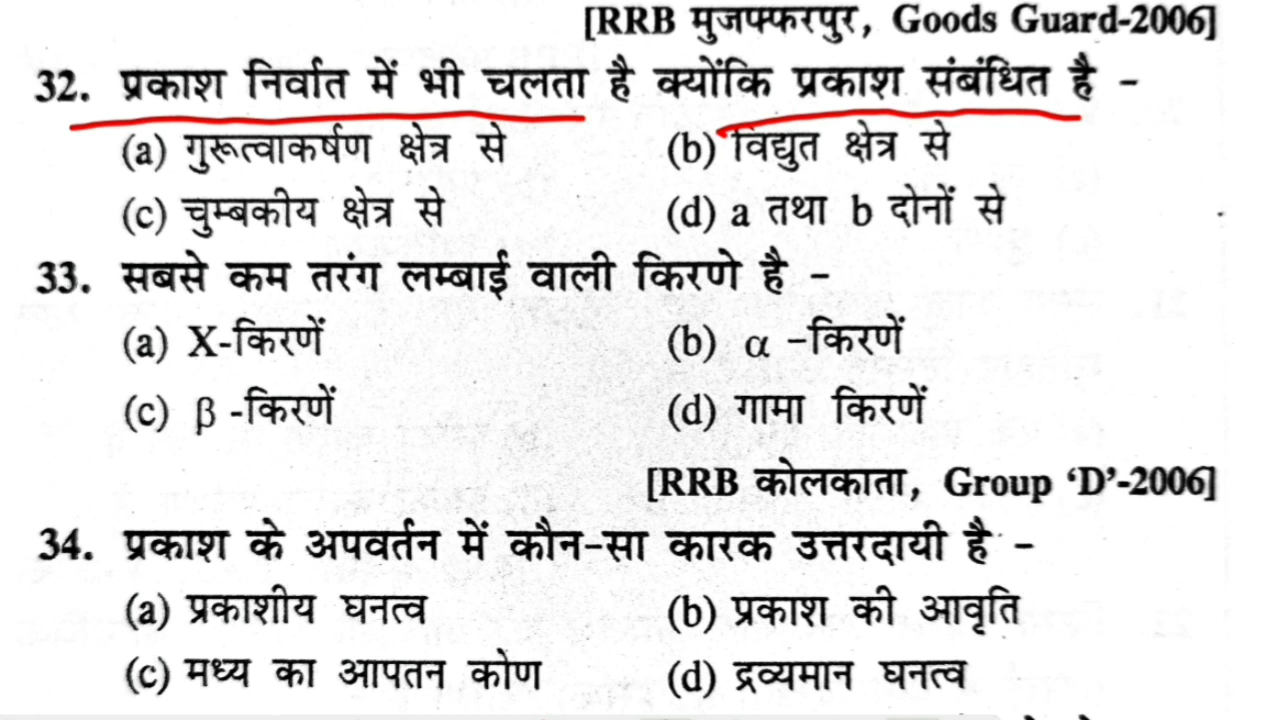 [RRB मुजफ्फरपुर, Goods Guard-2006]
32. प्रकाश निर्वात में भी चलता है क्योंकि प्रकाश संबंधित है -
(a) गुरूत्वाकर्षण क्षेत्र से (b) विद्युत क्षेत्र से
(c) चुम्बकीय क्षेत्र से (d) a तथा b दोनों से
33. सबसे कम तरंग लम्बाई वाली किरणे है -
(a) X-किरणें (b) α -किरणें
(c) β -किरणें (d) गामा किरणें
[RRB कोलकाता, Group ‘D’-2006]
34. प्रकाश के अपवर्तन में कौन-सा कारक उत्तरदायी है -
(a) प्रकाशीय घनत्व (b) प्रकाश की आवृति
(c) मध्य का आपतन कोण (d) द्रव्यमान घनत्व